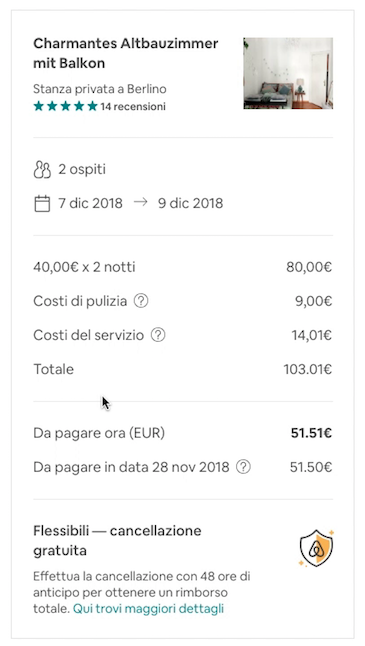 Charmantes Altbauzimmer
mit Balkon
Stanza privata a Berlino
14 recensioni
2 ospiti
7 dic 2018 → 9 dic 2018
40,00€ x 2 notti 80,00€
Costi di pulizia ? 9,00€
Costi del servizio ? 14,01€
Totale 103.01€
Da pagare ora (EUR) 51.51€
Da pagare in data 28 nov 2018 ? 51.50€
Flessibili — cancellazione
gratuita
Effettua la cancellazione con 48 ore di
anticipo per ottenere un rimborso
totale. Qui trovi maggiori dettagli